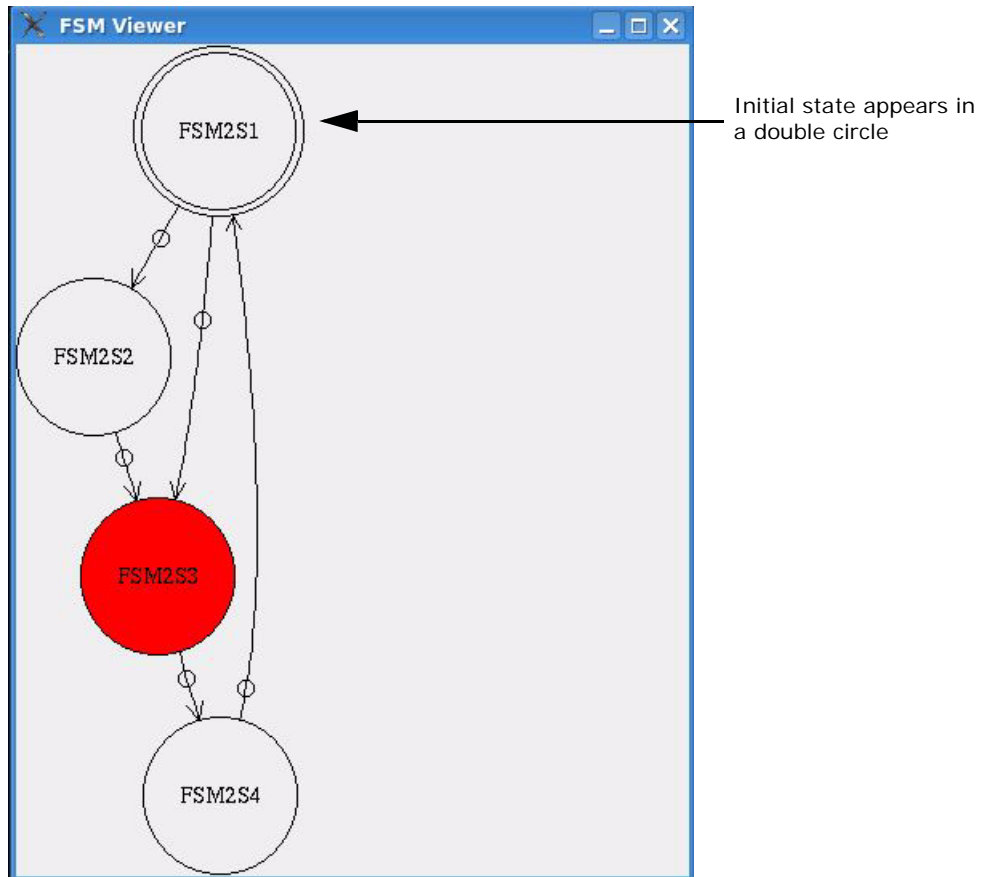 FSM Viewer
FSM2S1
Initial state appears in
a double circle
FSM2S2
FSM2S3
FSM2S4